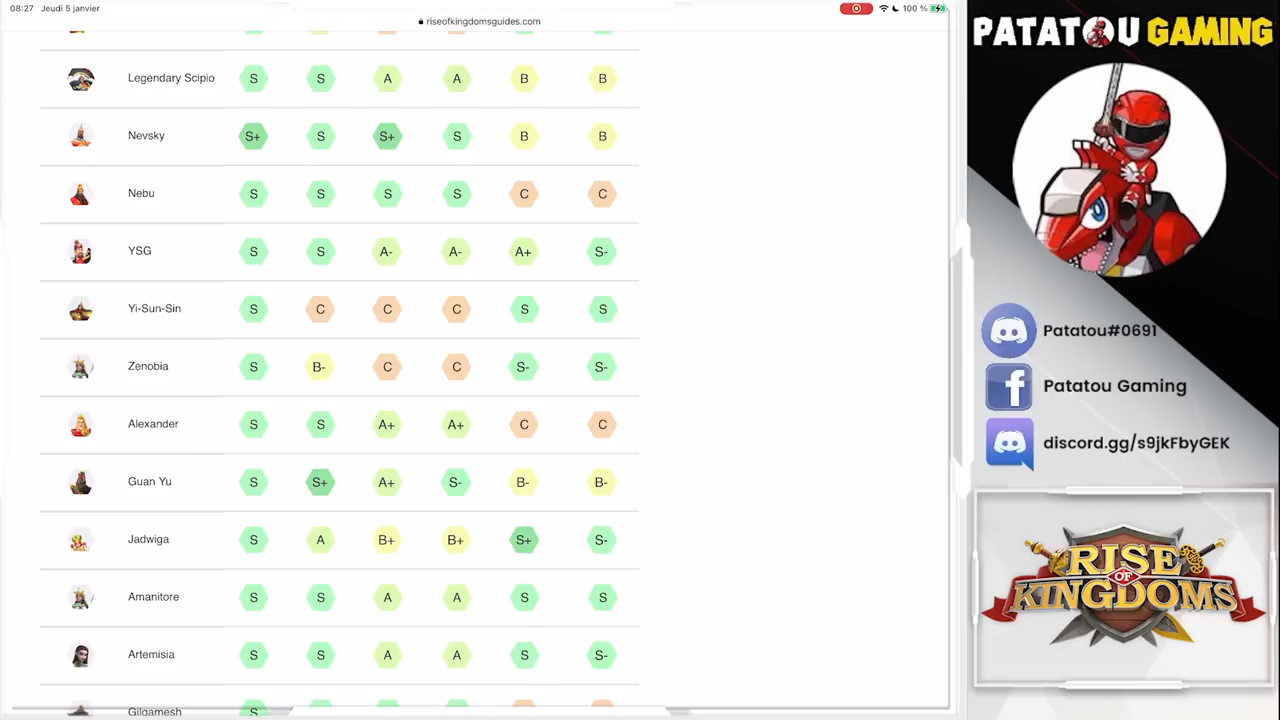 08:27 Jeudi 5 janvier 100 %
riseofkingdomsguides.com
Legendary Scipio S S A A B B
Nevsky S+ S S+ S B B
Nebu S S S S C C
YSG S S A- A- A+ S-
Yi-Sun-Sin S C C C S S
Zenobia S B- C C S- S-
Alexander S S A+ A+ C C
Guan Yu S S+ A+ S- B- B-
Jadwiga S A B+ B+ S+ S-
Amanitore S S A A S S
Artemisia S S A A S S-
Gilgamesh S
PATATOU GAMING
Patatou#0691
Patatou Gaming
discord.gg/s9jkFbyGEK
RISE
OF
KINGDOMS